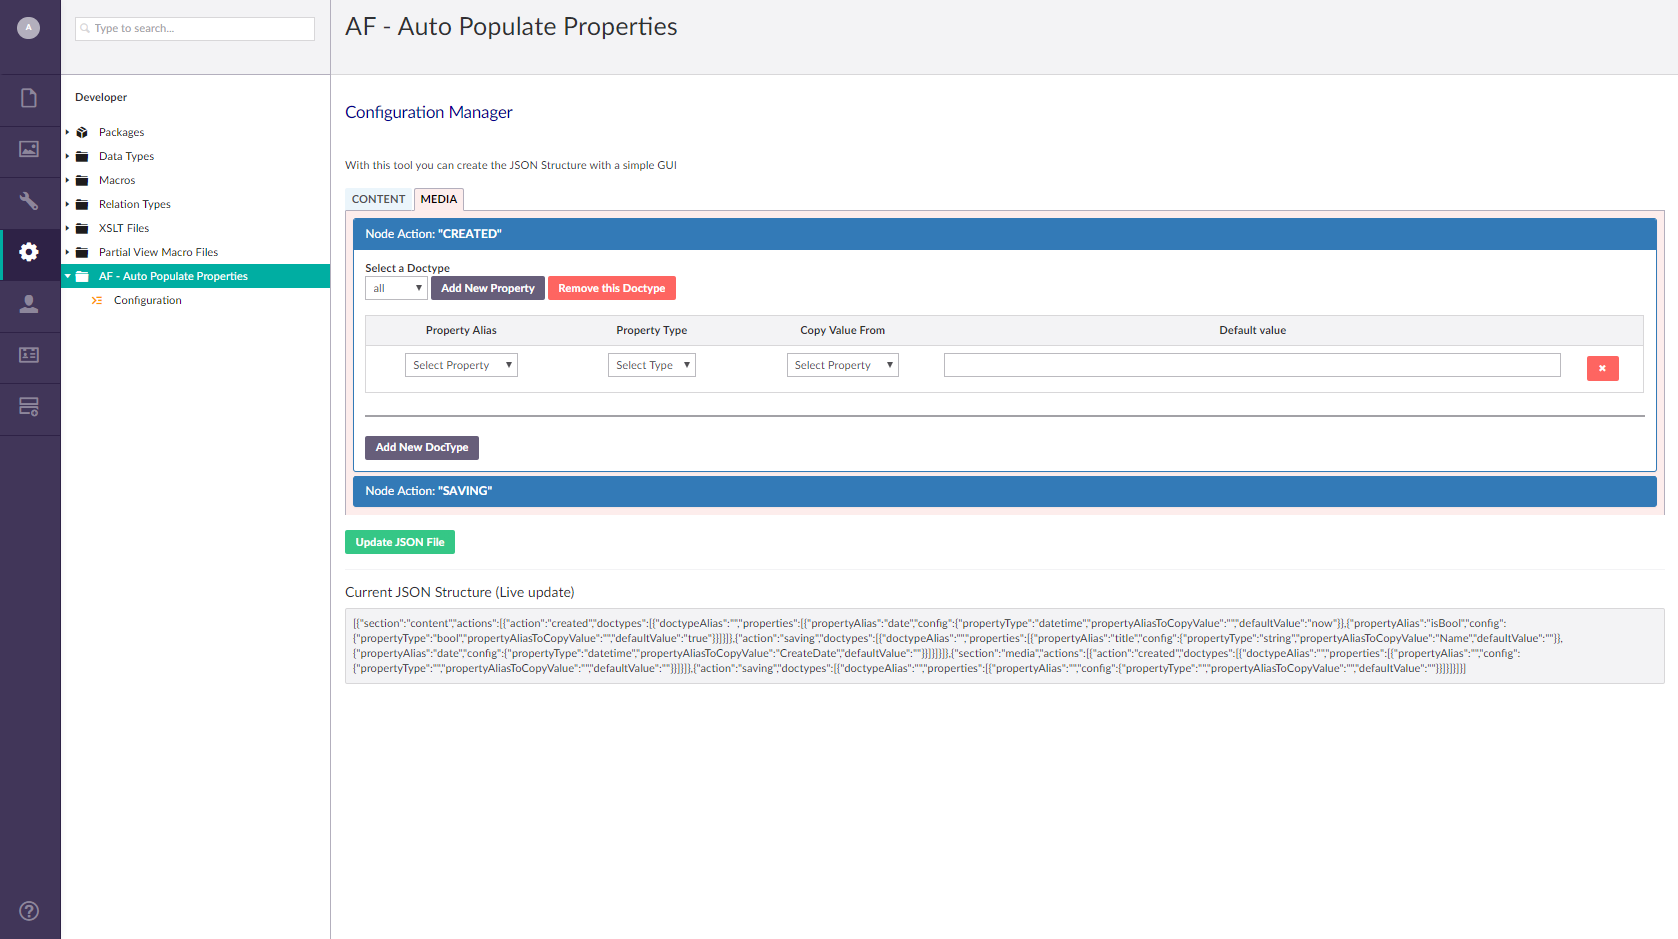 A
Type to search...
AF - Auto Populate Properties
Developer
Packages
Data Types
Macros
Relation Types
XSLT Files
Partial View Macro Files
AF - Auto Populate Properties
Configuration
Configuration Manager
With this tool you can create the JSON Structure with a simple GUI
CONTENT MEDIA
Node Action: "CREATED"
Select a Doctype
all Add New Property Remove this Doctype
Property Alias Property Type Copy Value From Default value
Select Property Select Type Select Property
Add New DocType
Node Action: "SAVING"
Update JSON File
Current JSON Structure (Live update)
[{"section":"content","actions":[{"action":"created","doctypes":[{"doctypeAlias":"","properties":[{"propertyAlias":"date","config":{"propertyType":"datetime","propertyAliasToCopyValue":"","defaultValue":"now"}},{"propertyAlias":"isBool","config":
{"propertyType":"bool","propertyAliasToCopyValue":"","defaultValue":"true"}}]}]},{"action":"saving","doctypes":[{"doctypeAlias":"","properties":[{"propertyAlias":"title","config":{"propertyType":"string","propertyAliasToCopyValue":"Name","defaultValue":""}},
{"propertyAlias":"date","config":{"propertyType":"datetime","propertyAliasToCopyValue":"CreateDate","defaultValue":""}}]}]}]},{"section":"media","actions":[{"action":"created","doctypes":[{"doctypeAlias":"","properties":[{"propertyAlias":"","config":
{"propertyType":"","propertyAliasToCopyValue":"","defaultValue":""}}]}]},{"action":"saving","doctypes":[{"doctypeAlias":"","properties":[{"propertyAlias":"","config":{"propertyType":"","propertyAliasToCopyValue":"","defaultValue":""}}]}]}]}]